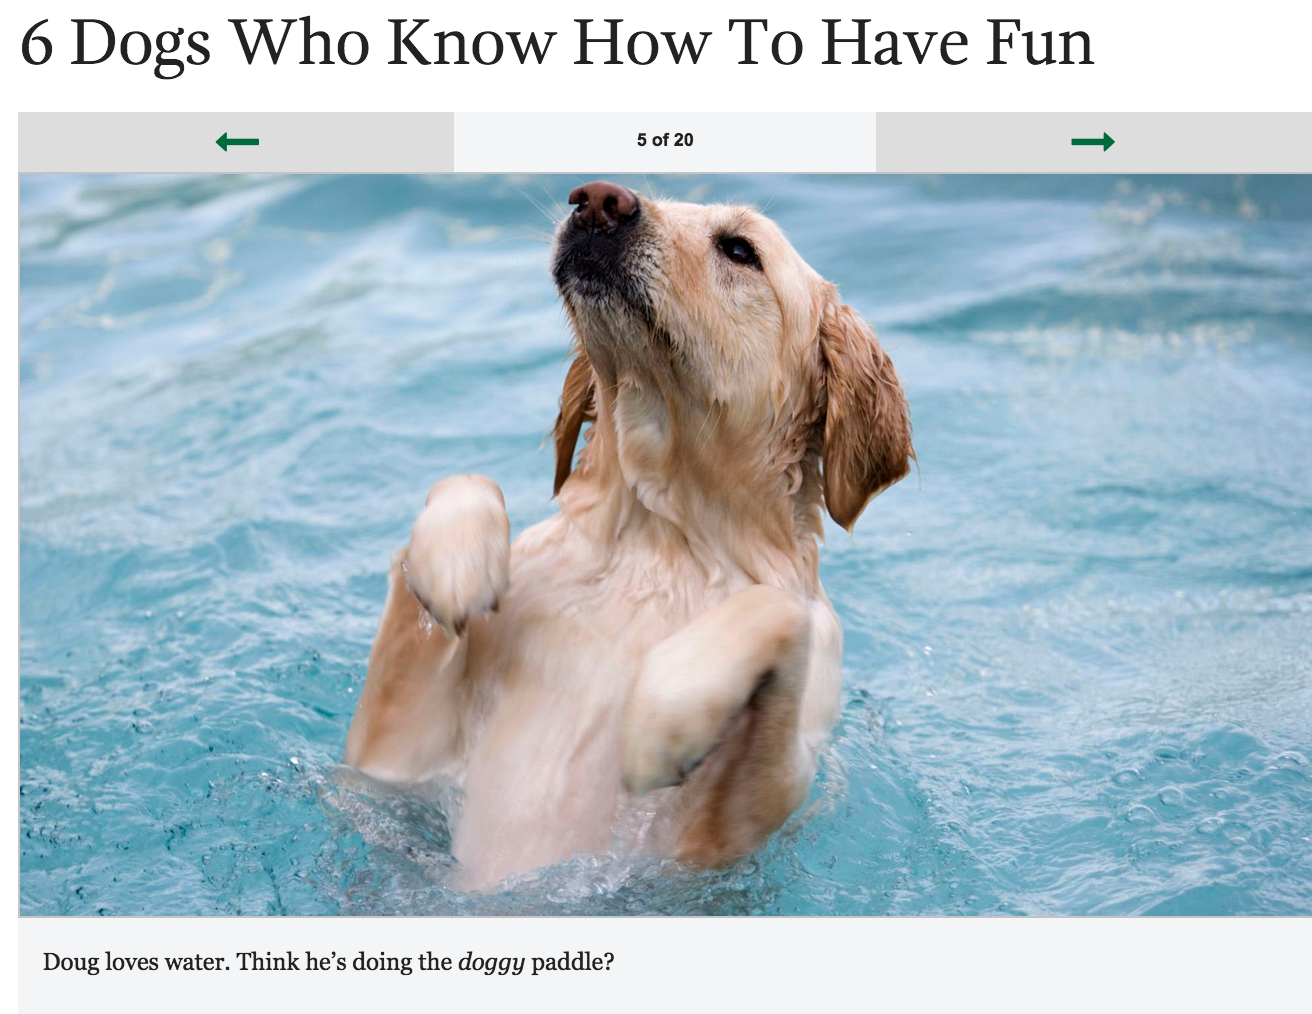 6 Dogs Who Know How To Have Fun
5 of 20
Doug loves water. Think he’s doing the doggy paddle?